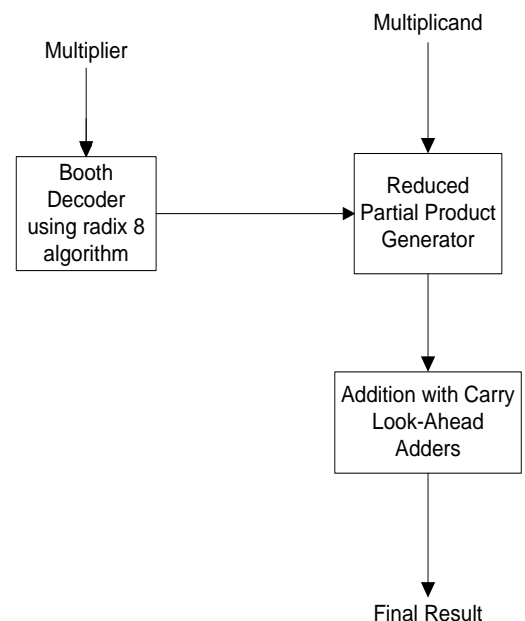 Multiplier
Multiplicand
Booth
Decoder
using radix 8
algorithm
Reduced
Partial Product
Generator
Addition with Carry
Look-Ahead
Adders
Final Result